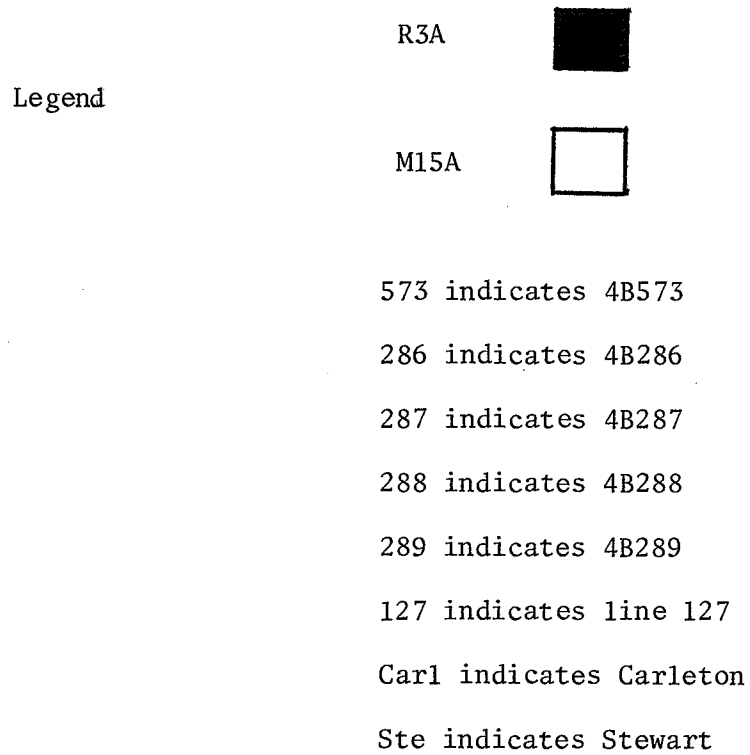 R3A
Legend
M15A
573 indicates 4B573
286 indicates 4B286
287 indicates 4B287
288 indicates 4B288
289 indicates 4B289
127 indicates line 127
Carl indicates Carleton
Ste indicates Stewart